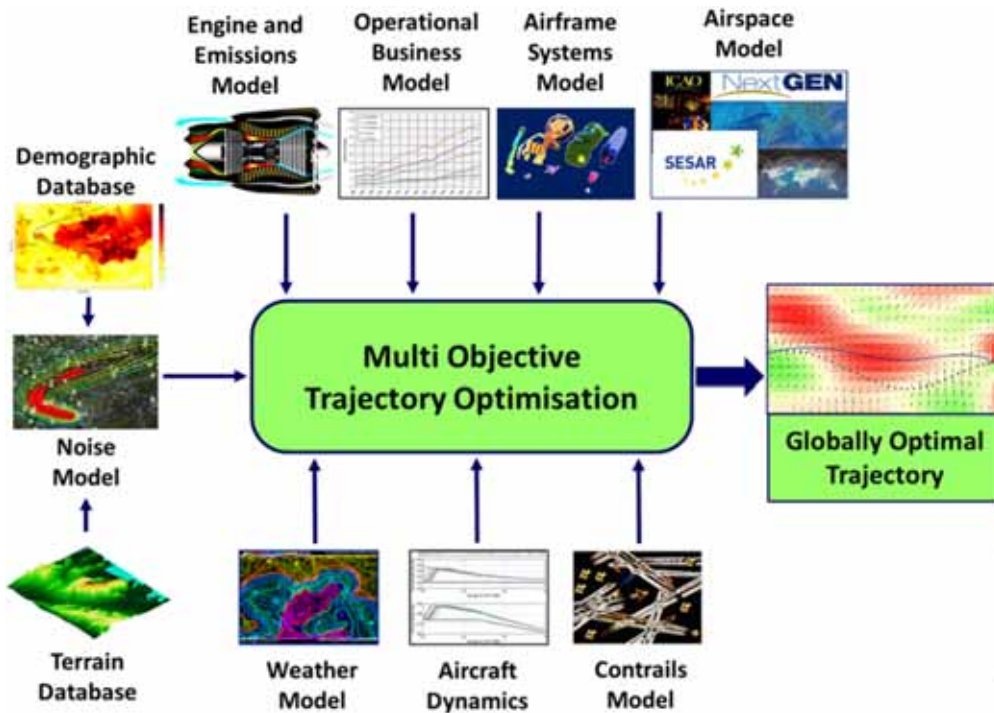 Engine and
Emissions
Model
Operational
Business
Model
Airframe
Systems
Model
Airspace
Model
ICAO
NextGEN
SESAR
Demographic
Database
Noise
Model
Terrain
Database
Multi Objective
Trajectory Optimisation
Globally Optimal
Trajectory
Weather
Model
Aircraft
Dynamics
Contrails
Model